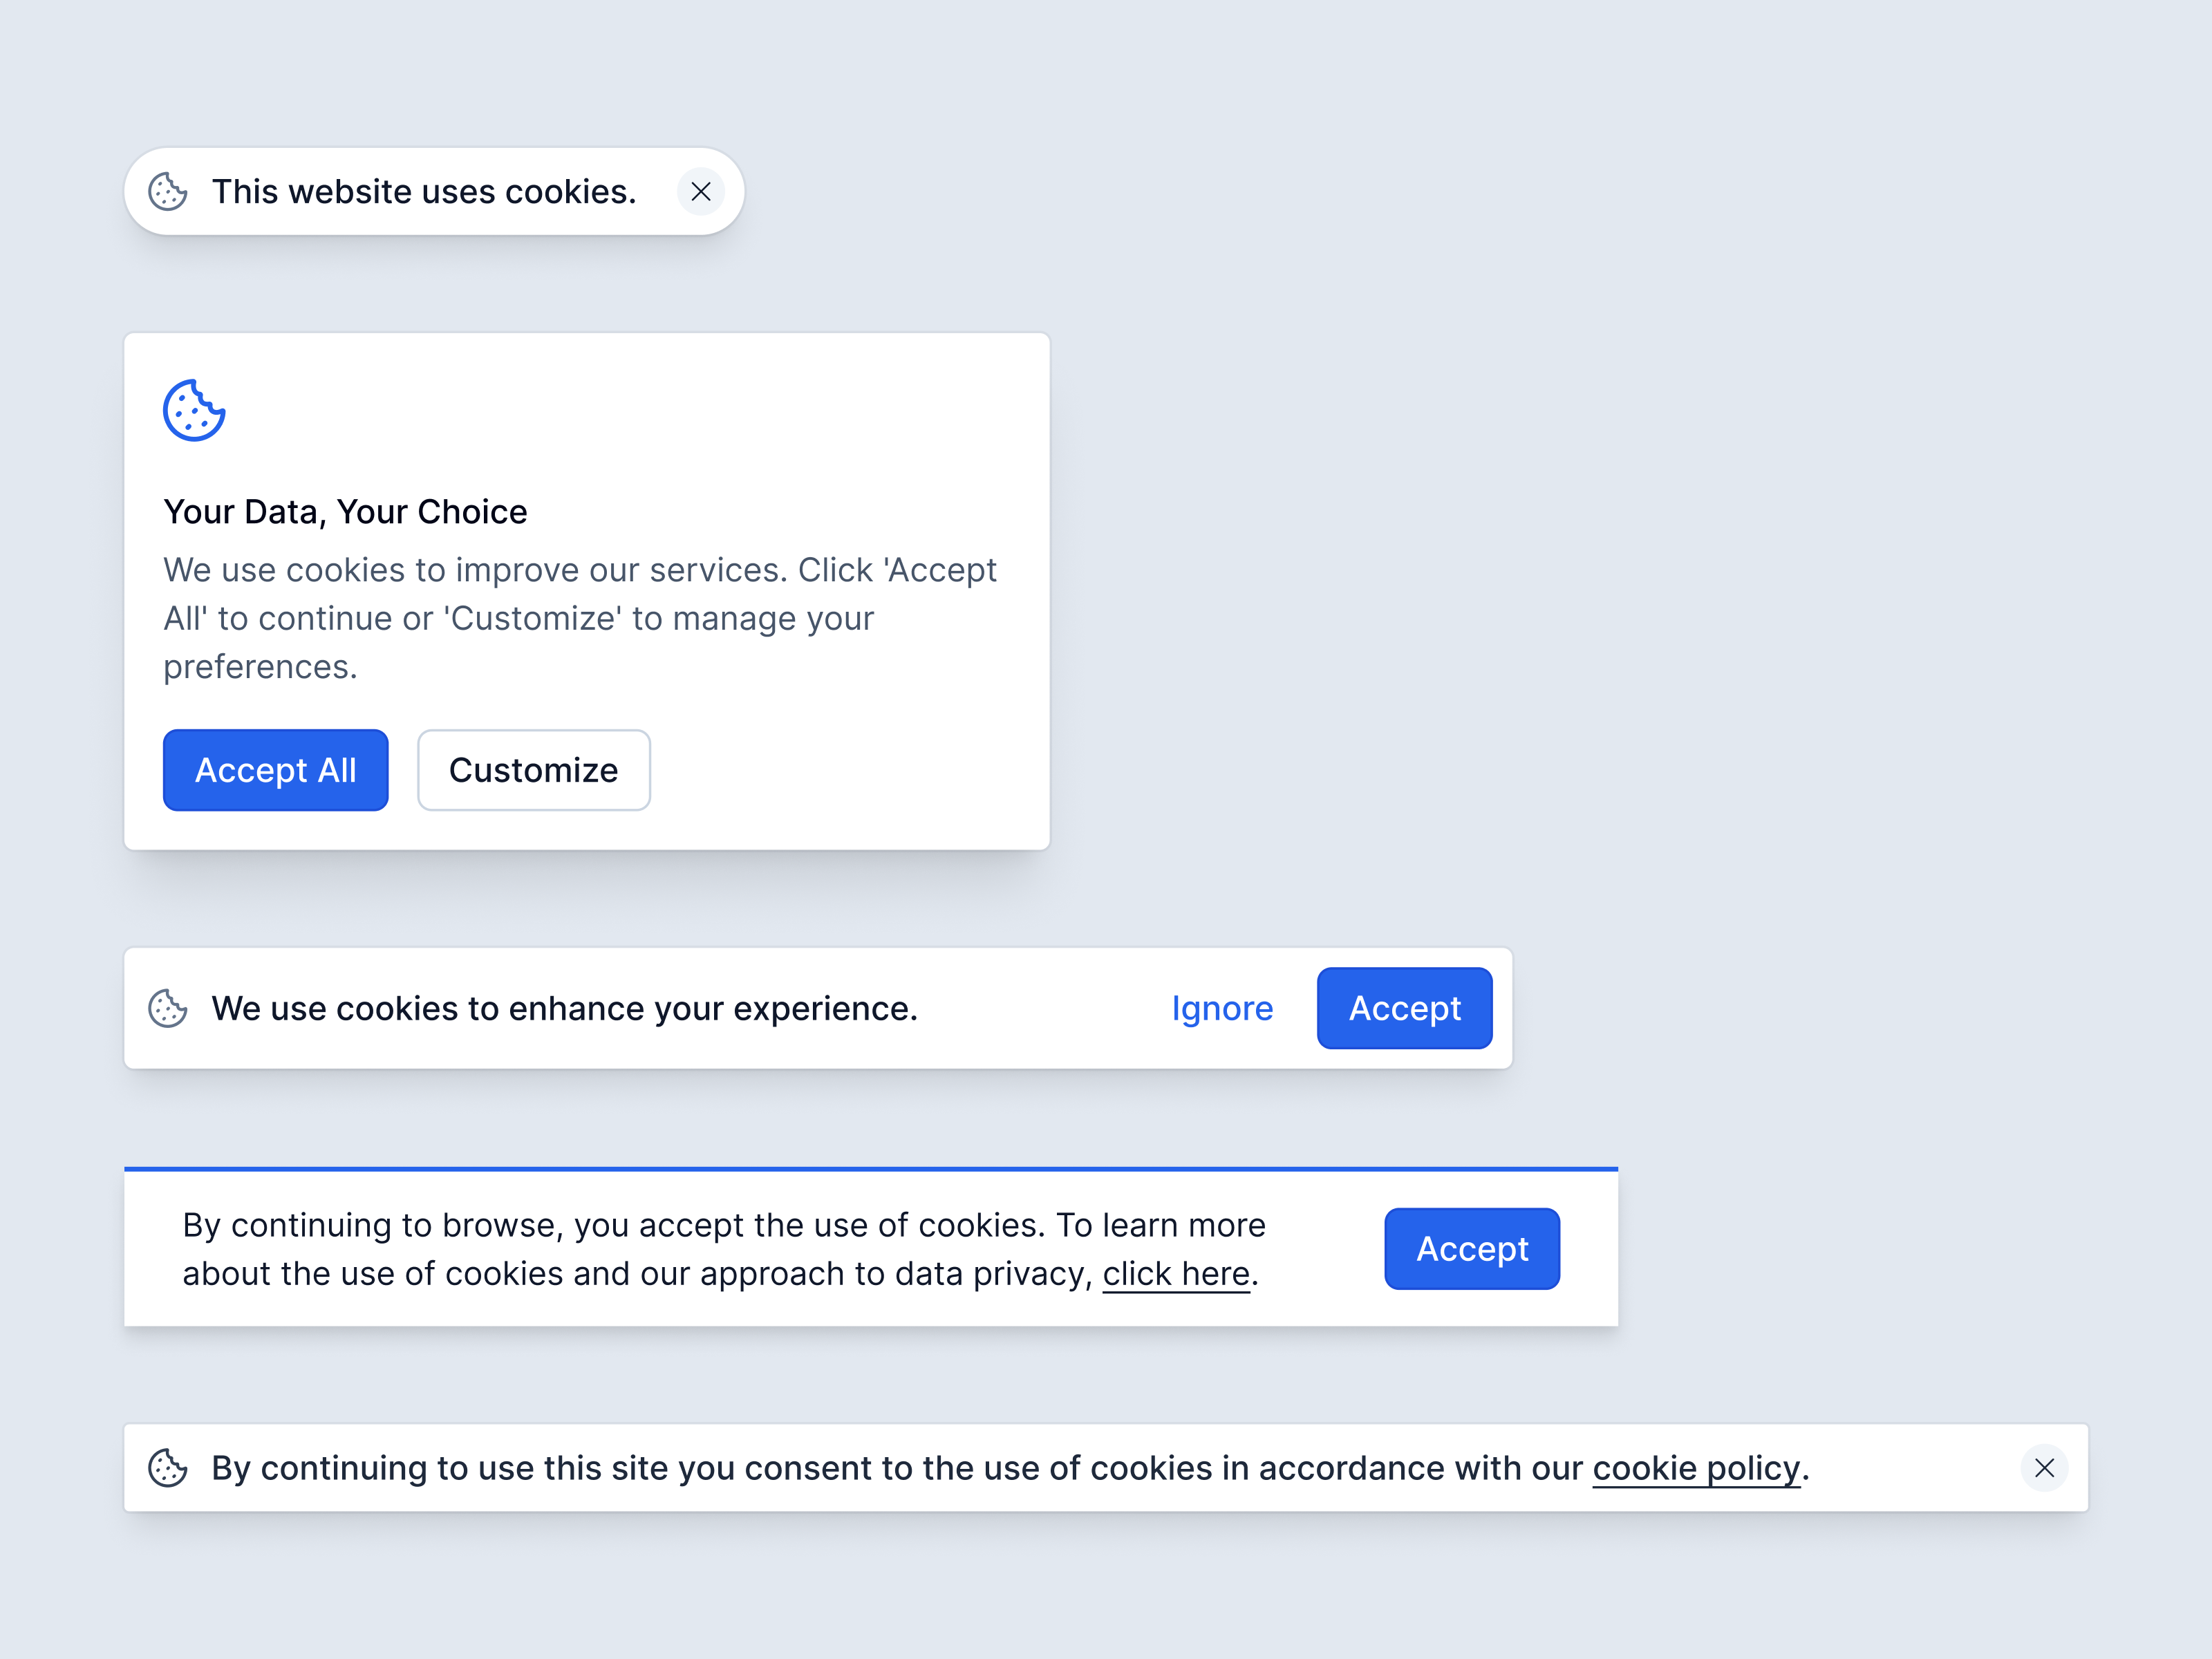 This website uses cookies.
Your Data, Your Choice
We use cookies to improve our services. Click 'Accept
All' to continue or 'Customize' to manage your
preferences.
Accept All
Customize
We use cookies to enhance your experience.
Ignore
Accept
By continuing to browse, you accept the use of cookies. To learn more
about the use of cookies and our approach to data privacy, click here.
Accept
By continuing to use this site you consent to the use of cookies in accordance with our cookie policy.